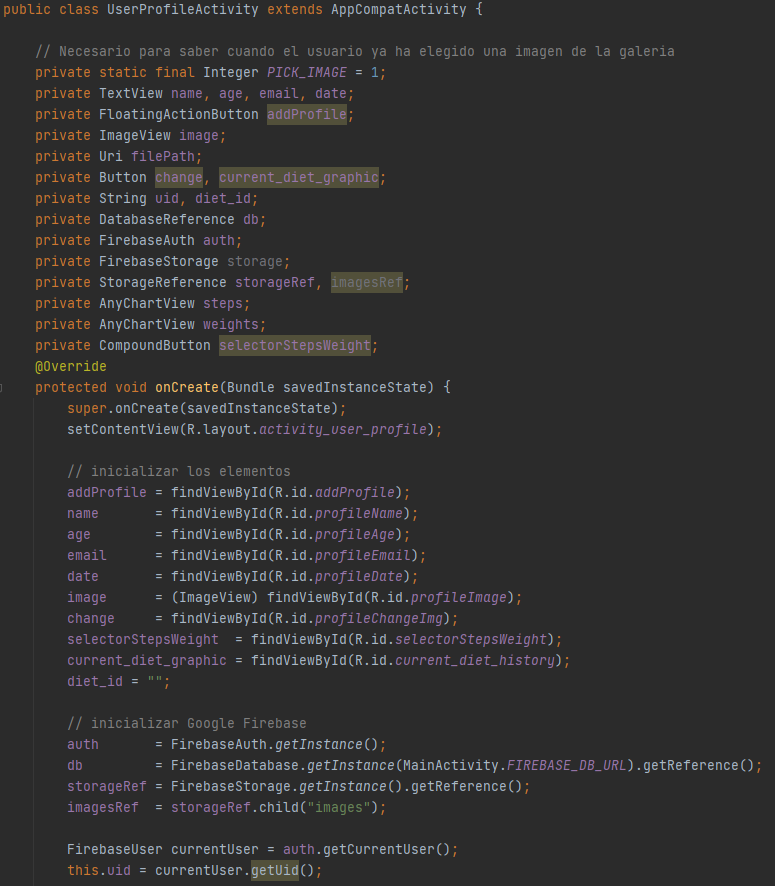 public class UserProfileActivity extends AppCompatActivity {

    // Necesario para saber cuando el usuario ya ha elegido una imagen de la galeria
    private static final Integer PICK_IMAGE = 1;
    private TextView name, age, email, date;
    private FloatingActionButton addProfile;
    private ImageView image;
    private Uri filePath;
    private Button change, current_diet_graphic;
    private String uid, diet_id;
    private DatabaseReference db;
    private FirebaseAuth auth;
    private FirebaseStorage storage;
    private StorageReference storageRef, imagesRef;
    private AnyChartView steps;
    private AnyChartView weights;
    private CompoundButton selectorStepsWeight;
    @Override
    protected void onCreate(Bundle savedInstanceState) {
        super.onCreate(savedInstanceState);
        setContentView(R.layout.activity_user_profile);

        // inicializar los elementos
        addProfile = findViewById(R.id.addProfile);
        name       = findViewById(R.id.profileName);
        age        = findViewById(R.id.profileAge);
        email      = findViewById(R.id.profileEmail);
        date       = findViewById(R.id.profileDate);
        image      = (ImageView) findViewById(R.id.profileImage);
        change     = findViewById(R.id.profileChangeImg);
        selectorStepsWeight  = findViewById(R.id.selectorStepsWeight);
        current_diet_graphic = findViewById(R.id.current_diet_history);
        diet_id = "";

        // inicializar Google Firebase
        auth       = FirebaseAuth.getInstance();
        db         = FirebaseDatabase.getInstance(MainActivity.FIREBASE_DB_URL).getReference();
        storageRef = FirebaseStorage.getInstance().getReference();
        imagesRef  = storageRef.child("images");

        FirebaseUser currentUser = auth.getCurrentUser();
        this.uid = currentUser.getUid();